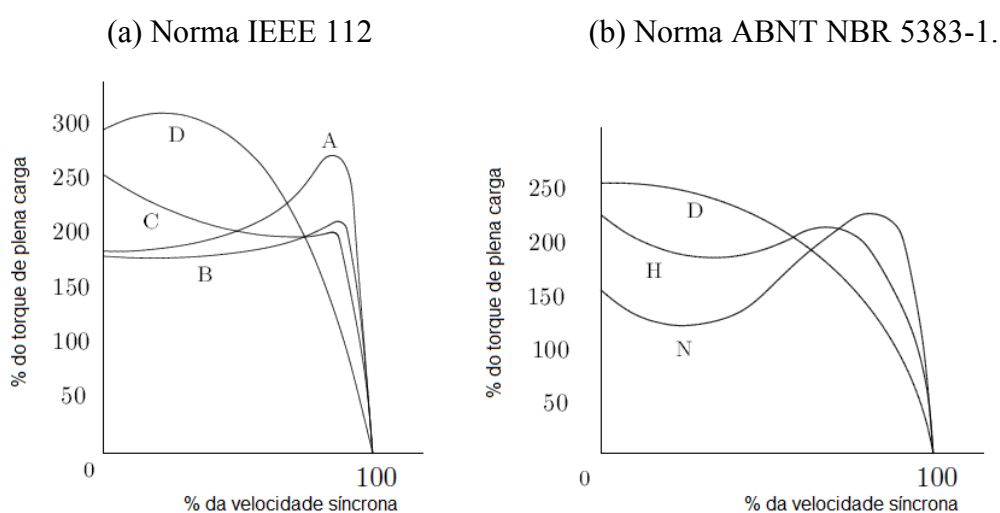 (a) Norma IEEE 112
(b) Norma ABNT NBR 5383-1.
% do torque de plena carga
300
250
200
150
100
50
0
D
A
C
B
100
% da velocidade síncrona
% do torque de plena carga
250
200
150
100
50
0
D
H
N
100
% da velocidade síncrona